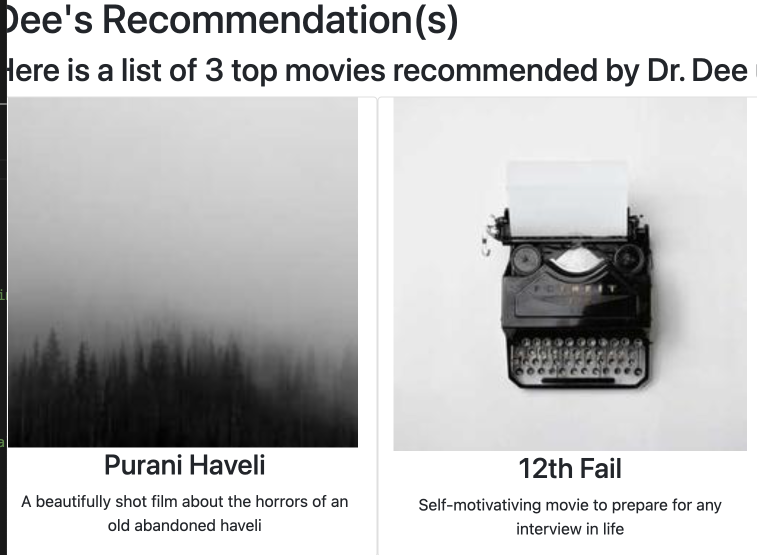 Dee's Recommendation(s)
Here is a list of 3 top movies recommended by Dr. Dee
Purani Haveli
A beautifully shot film about the horrors of an
old abandoned haveli
12th Fail
Self-motivativing movie to prepare for any
interview in life